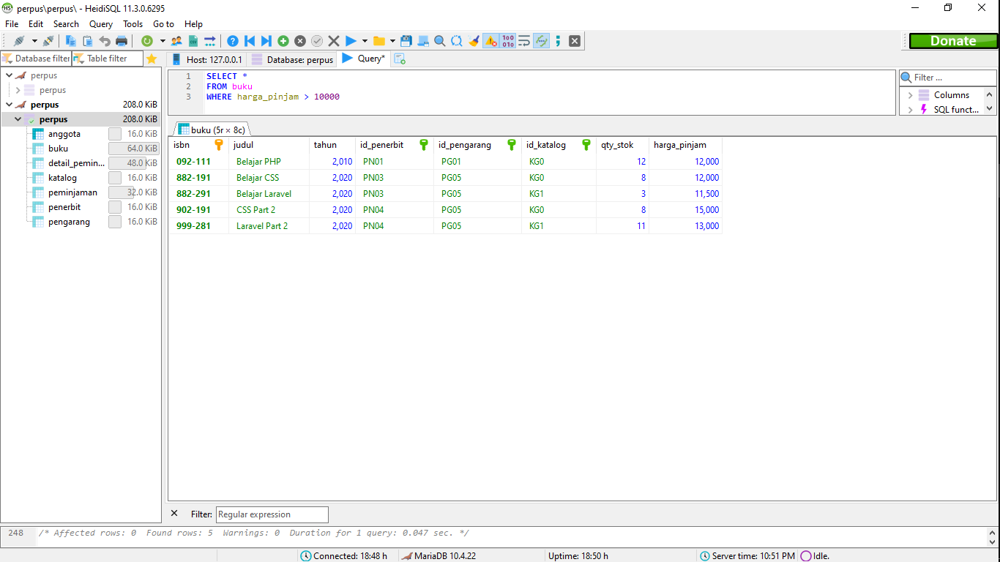 HS perpus\perpus\ - HeidiSQL 11.3.0.6295
File Edit Search Query Tools Go to Help
100 010 Donate
Database filter Table filter Host: 127.0.0.1 Database: perpus Query*
perpus
perpus
perpus 208.0 KiB
perpus 208.0 KiB
anggota 16.0 KiB
buku 64.0 KiB
detail_pemin... 48.0 KiB
katalog 16.0 KiB
peminjaman 32.0 KiB
penerbit 16.0 KiB
pengarang 16.0 KiB
1 SELECT *
2 FROM buku
3 WHERE harga_pinjam > 10000
Filter ...
Columns
SQL funct...
buku (5r × 8c)
isbn judul tahun id_penerbit id_pengarang id_katalog qty_stok harga_pinjam
092-111 Belajar PHP 2,010 PN01 PG01 KG0 12 12,000
882-191 Belajar CSS 2,020 PN03 PG05 KG0 8 12,000
882-291 Belajar Laravel 2,020 PN03 PG05 KG1 3 11,500
902-191 CSS Part 2 2,020 PN04 PG05 KG0 8 15,000
999-281 Laravel Part 2 2,020 PN04 PG05 KG1 11 13,000
Filter: Regular expression
248 /* Affected rows: 0 Found rows: 5 Warnings: 0 Duration for 1 query: 0.047 sec. */
Connected: 18:48 h MariaDB 10.4.22 Uptime: 18:50 h Server time: 10:51 PM Idle.